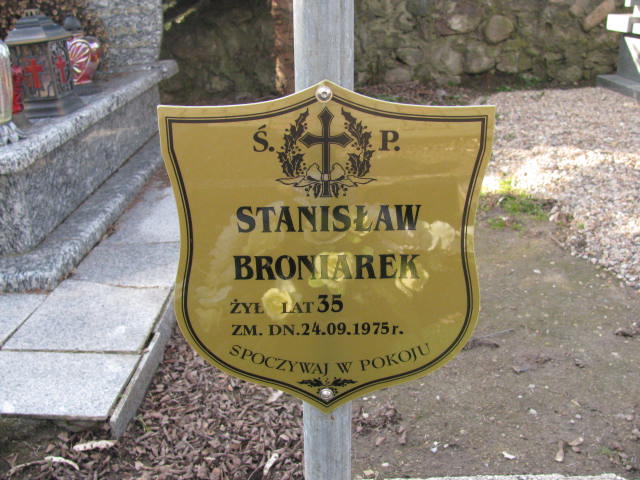 Ś. P.
STANISŁAW
BRONIAREK
ŻYŁ LAT 35
ZM. DN. 24.09.1975 r.
SPOCZYWAJ W POKOJU